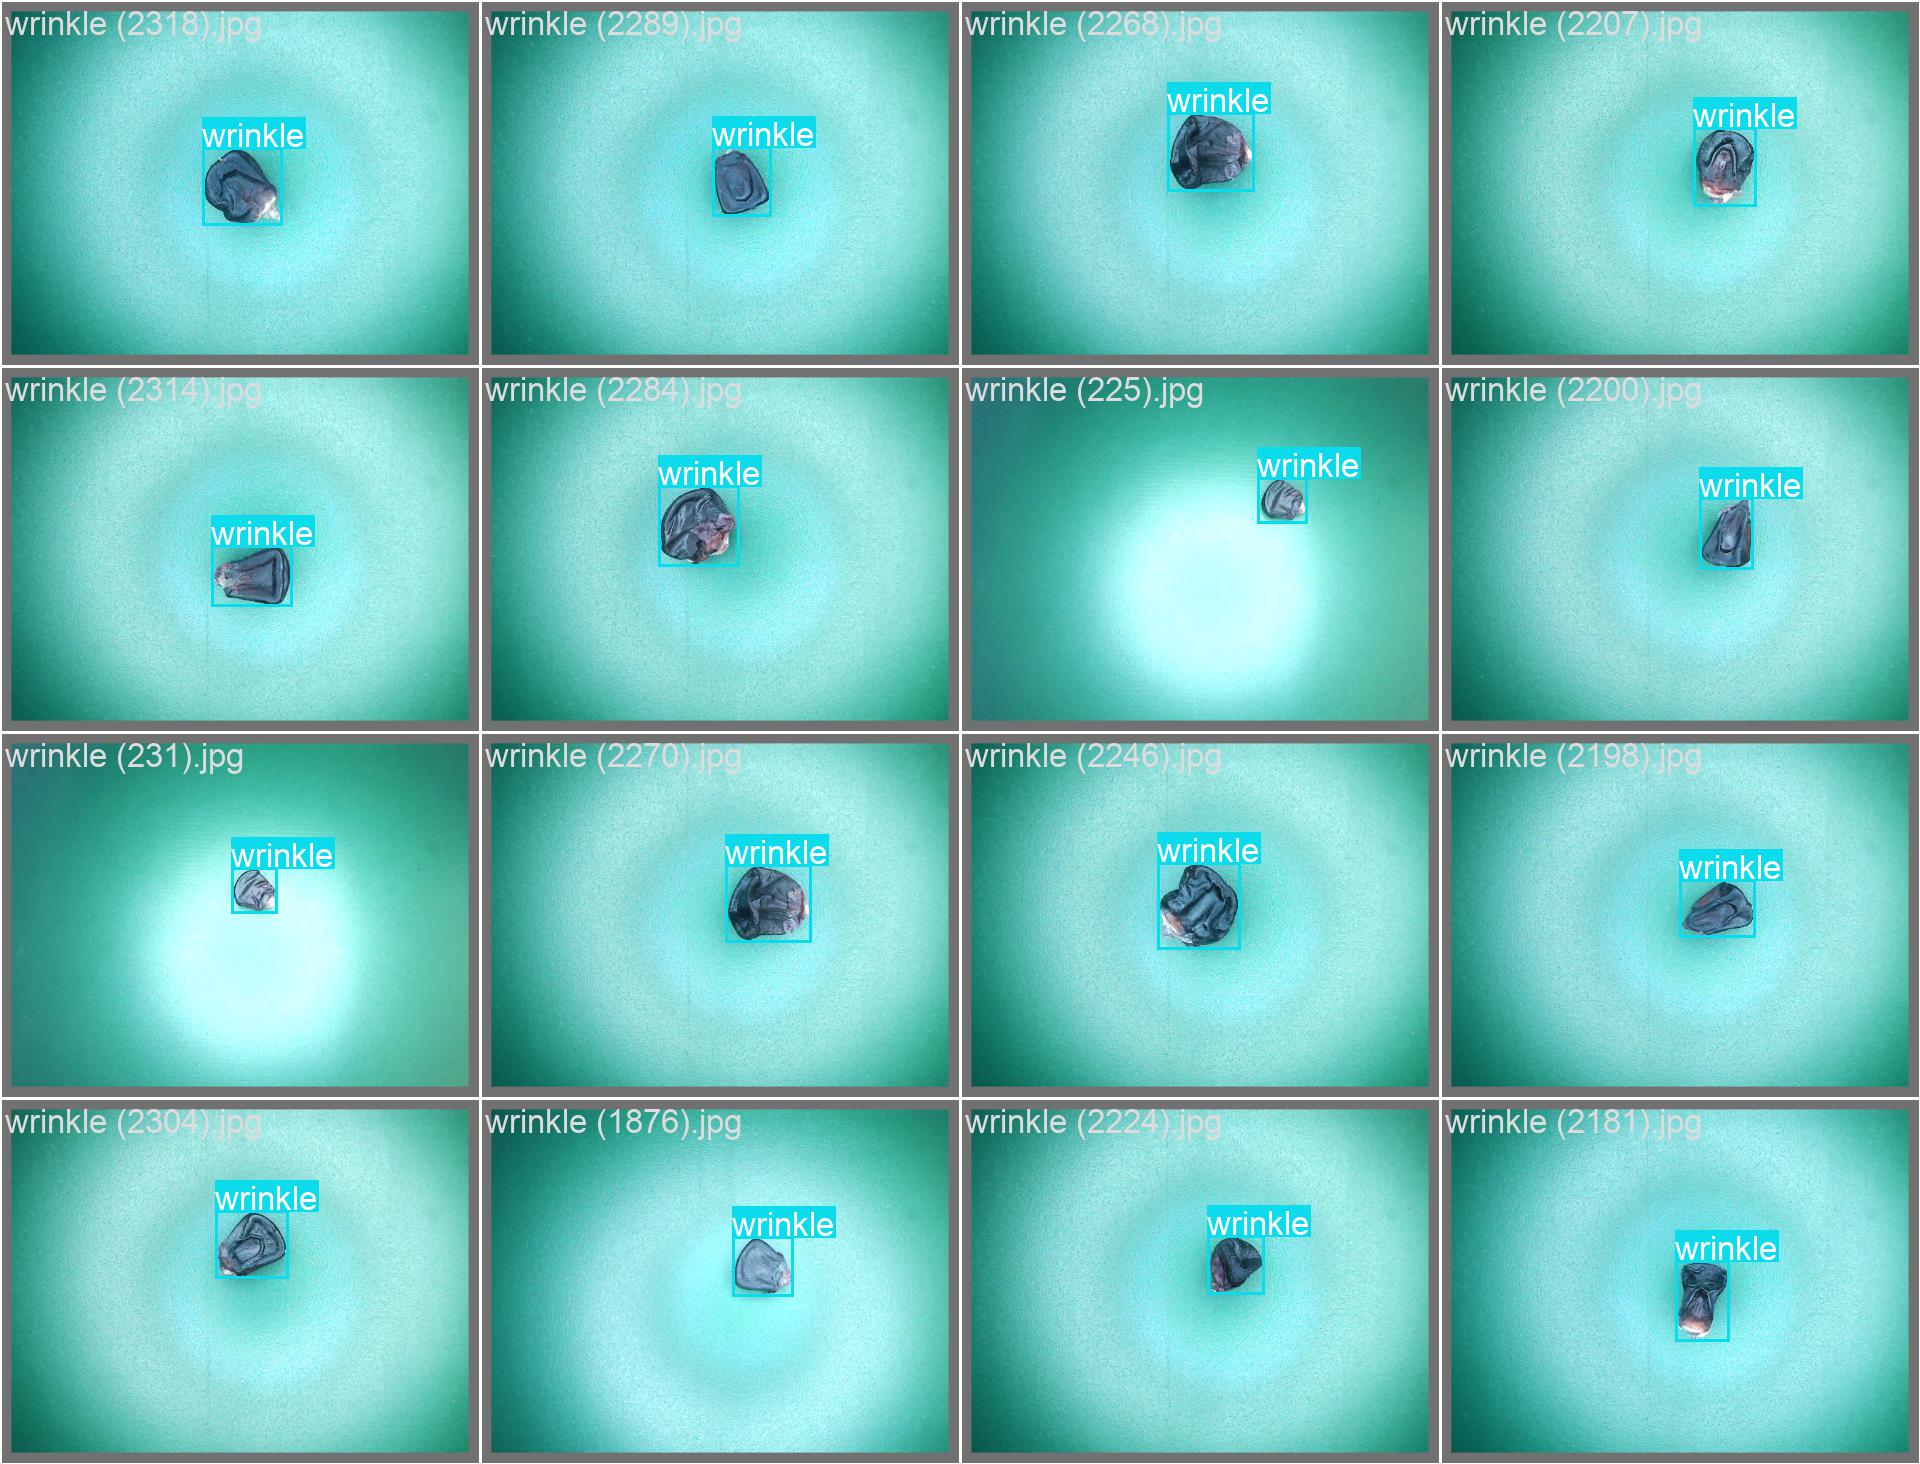 wrinkle (2318).jpg
wrinkle
wrinkle (2289).jpg
wrinkle
wrinkle (2268).jpg
wrinkle
wrinkle (2207).jpg
wrinkle
wrinkle (2314).jpg
wrinkle
wrinkle (2284).jpg
wrinkle
wrinkle (225).jpg
wrinkle
wrinkle (2200).jpg
wrinkle
wrinkle (231).jpg
wrinkle
wrinkle (2270).jpg
wrinkle
wrinkle (2246).jpg
wrinkle
wrinkle (2198).jpg
wrinkle
wrinkle (2304).jpg
wrinkle
wrinkle (1876).jpg
wrinkle
wrinkle (2224).jpg
wrinkle
wrinkle (2181).jpg
wrinkle